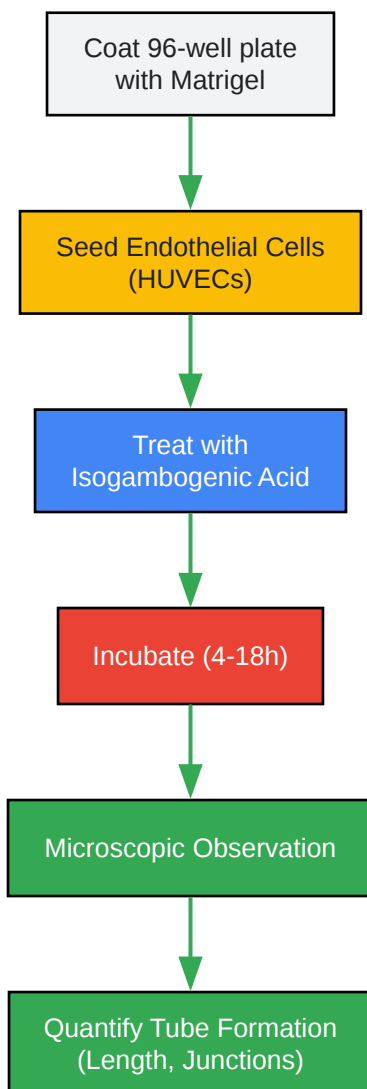 Coat 96-well plate
with Matrigel
Seed Endothelial Cells
(HUVECs)
Treat with
Isogambogenic Acid
Incubate (4-18h)
Microscopic Observation
Quantify Tube Formation
(Length, Junctions)